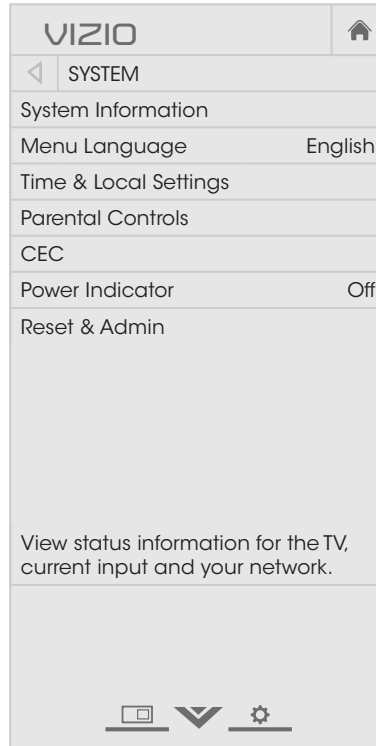 VIZIO
SYSTEM
System Information
Menu Language English
Time & Local Settings
Parental Controls
CEC
Power Indicator Off
Reset & Admin
View status information for the TV,
current input and your network.